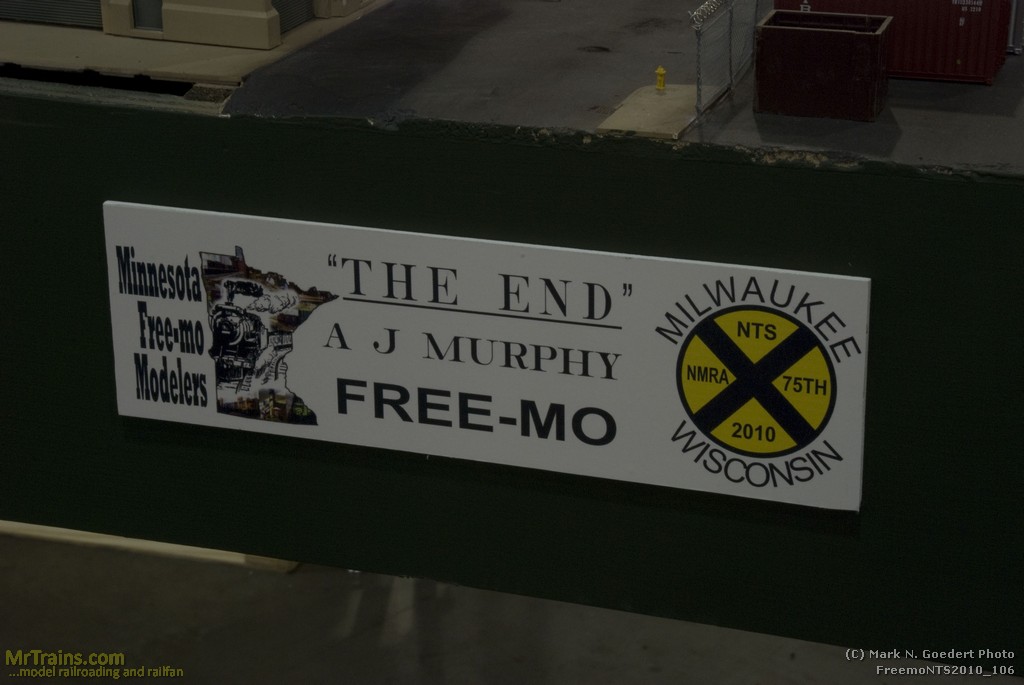 Minnesota
Free-mo
Modelers
"THE END"
A J MURPHY
FREE-MO
MILWAUKEE
NTS
NMRA 75TH
2010
WISCONSIN
MrTrains.com
...model railroading and railfan
(C) Mark N. Goedert Photo
FreemoNTS2010_106